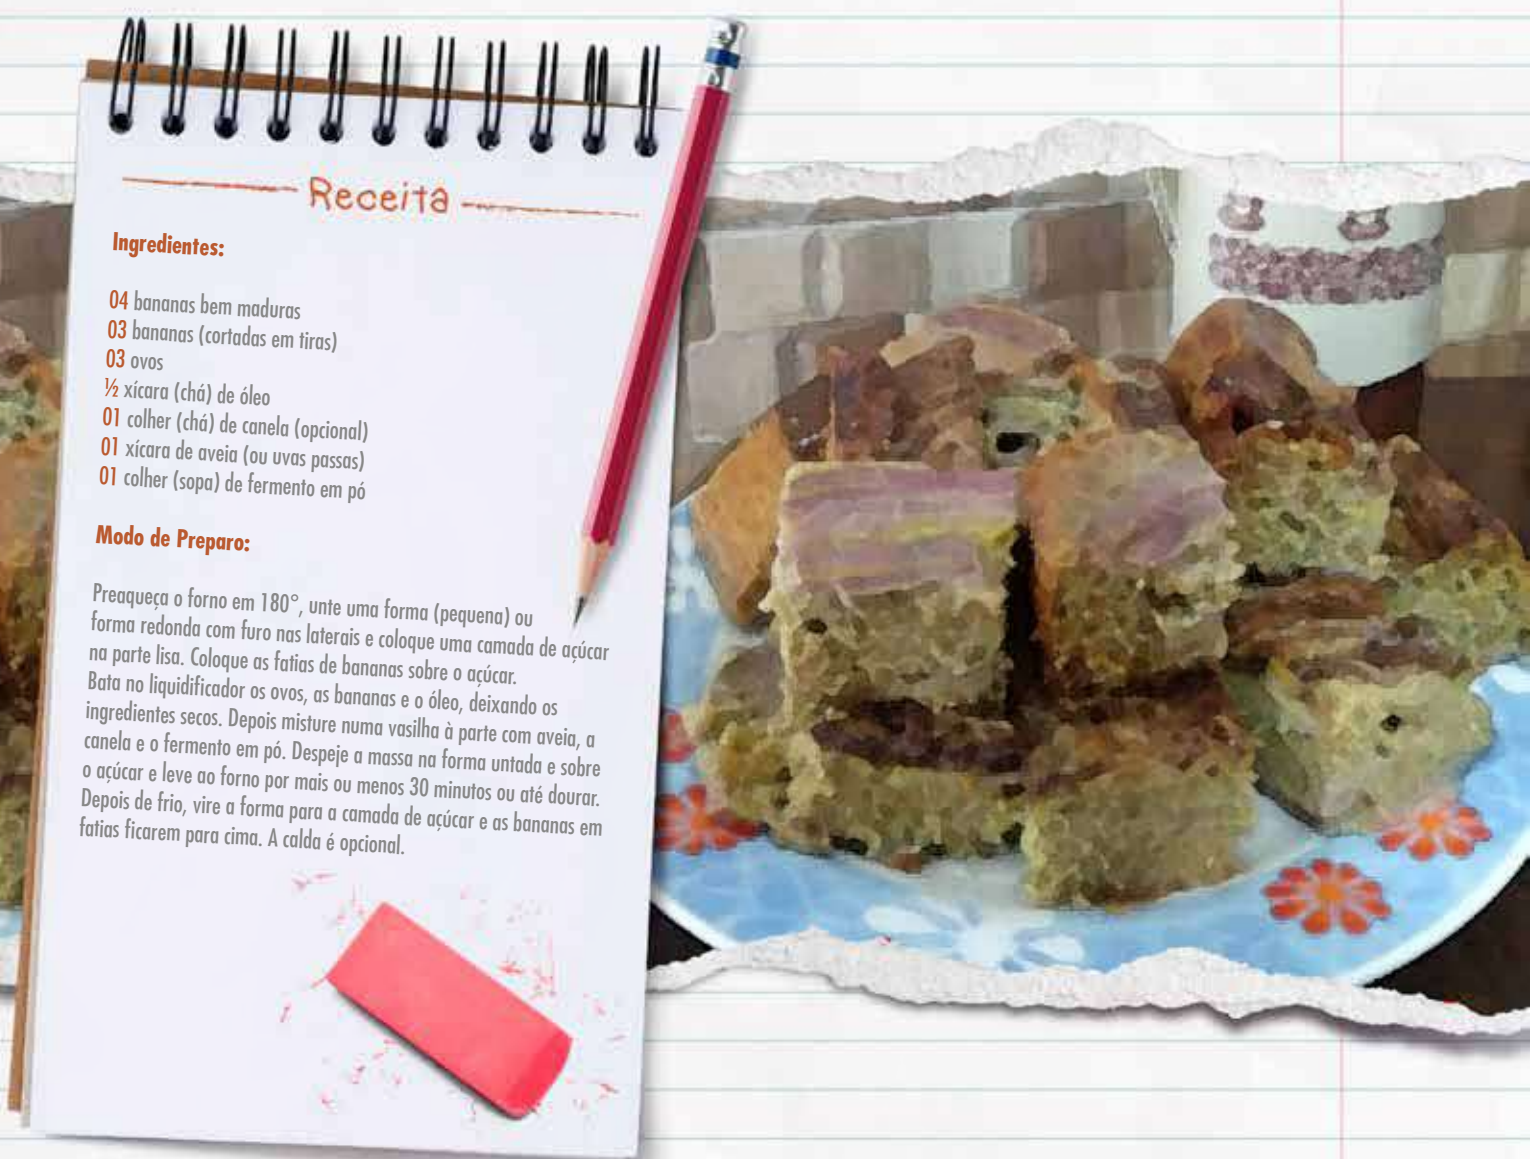 Receita
Ingredientes:
04 bananas bem maduras
03 bananas (cortadas em tiras)
03 ovos
½ xícara (chá) de óleo
01 colher (chá) de canela (opcional)
01 xícara de aveia (ou uvas passas)
01 colher (sopa) de fermento em pó
Modo de Preparo:
Preaqueça o forno em 180°, unte uma forma (pequena) ou
forma redonda com furo nas laterais e coloque uma camada de açúcar
na parte lisa. Coloque as fatias de bananas sobre o açúcar.
Bata no liquidificador os ovos, as bananas e o óleo, deixando os
ingredientes secos. Depois misture numa vasilha à parte com aveia, a
canela e o fermento em pó. Despeje a massa na forma untada e sobre
o açúcar e leve ao forno por mais ou menos 30 minutos ou até dourar.
Depois de frio, vire a forma para a camada de açúcar e as bananas em
fatias ficarem para cima. A calda é opcional.